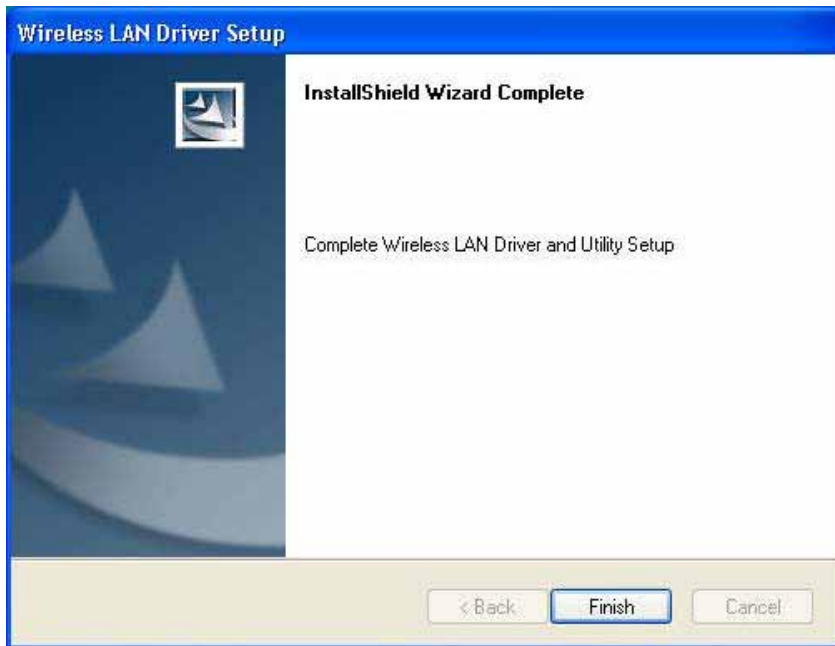 Wireless LAN Driver Setup
InstallShield Wizard Complete
Complete Wireless LAN Driver and Utility Setup
< Back
Finish
Cancel